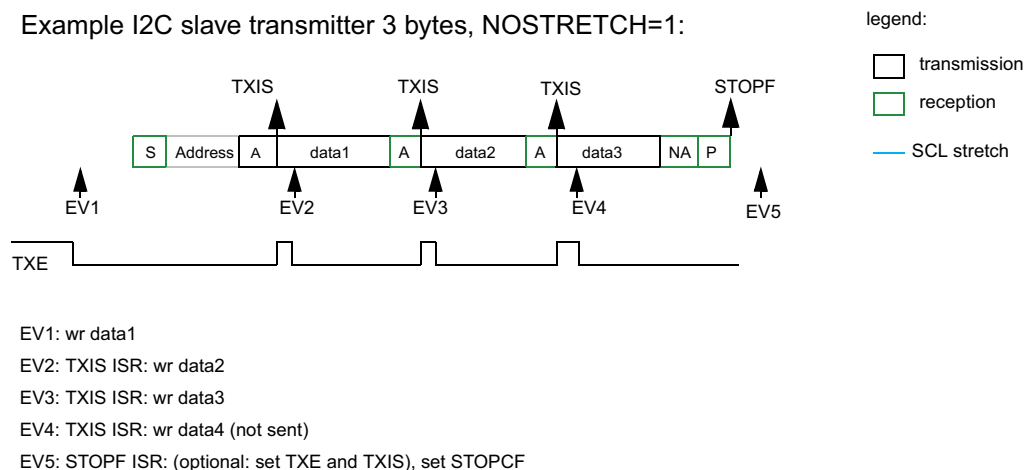 Example I2C slave transmitter 3 bytes, NOSTRETCH=1:
legend:
transmission
reception
SCL stretch
TXIS TXIS TXIS STOPF
S Address A data1 A data2 A data3 NA P
EV1 EV2 EV3 EV4 EV5
TXE
EV1: wr data1
EV2: TXIS ISR: wr data2
EV3: TXIS ISR: wr data3
EV4: TXIS ISR: wr data4 (not sent)
EV5: STOPF ISR: (optional: set TXE and TXIS), set STOPCF